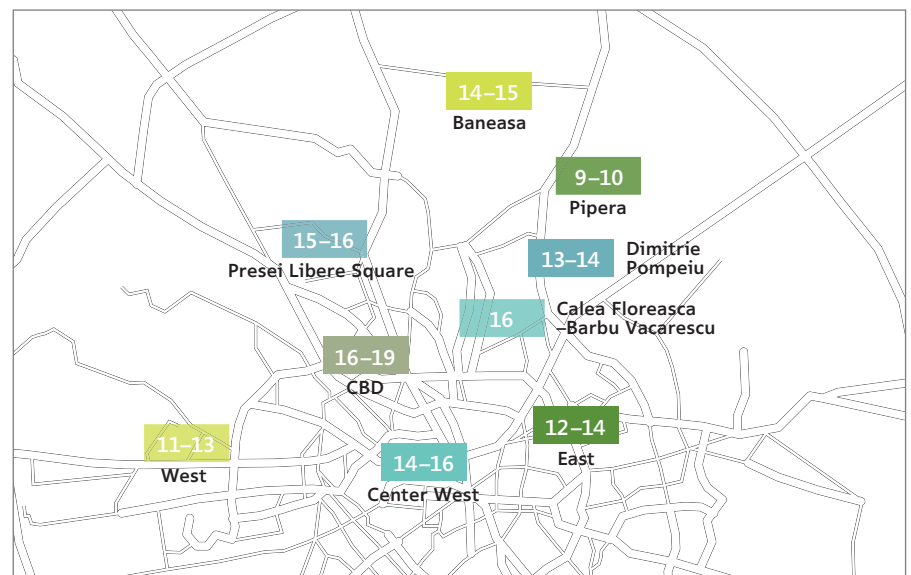 14–15
Baneasa
9–10
Pipera
15–16
Presei Libere Square
13–14
Dimitrie
Pompeiu
16
Calea Floreasca
–Barbu Vacarescu
16–19
CBD
12–14
East
11–13
West
14–16
Center West